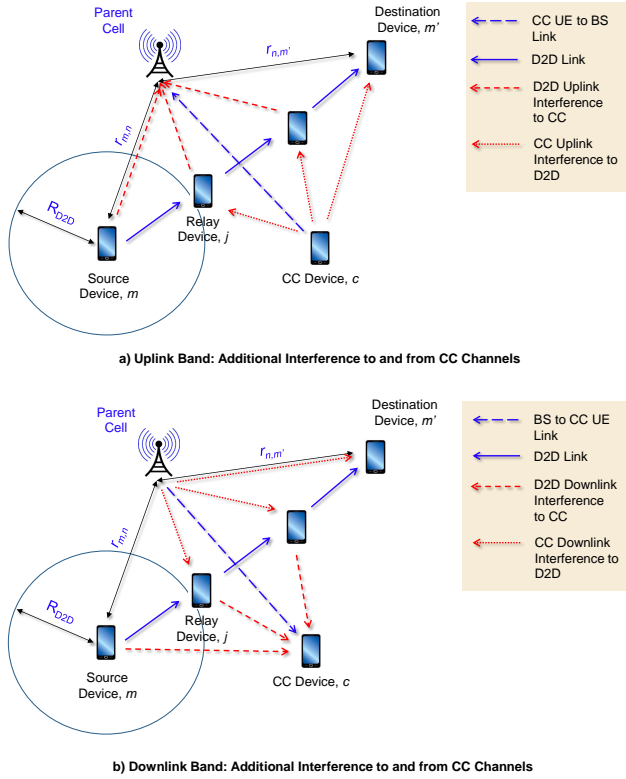 Parent
Cell
Destination
Device, m'
r_{n,m'}
r_{m,n}
R_{D2D}
Relay
Device, j
Source
Device, m
CC Device, c
CC UE to BS
Link
D2D Link
D2D Uplink
Interference
to CC
CC Uplink
Interference to
D2D
a) Uplink Band: Additional Interference to and from CC Channels
Parent
Cell
Destination
Device, m'
r_{n,m'}
r_{m,n}
R_{D2D}
Relay
Device, j
Source
Device, m
CC Device, c
BS to CC UE
Link
D2D Link
D2D Downlink
Interference
to CC
CC Downlink
Interference to
D2D
b) Downlink Band: Additional Interference to and from CC Channels